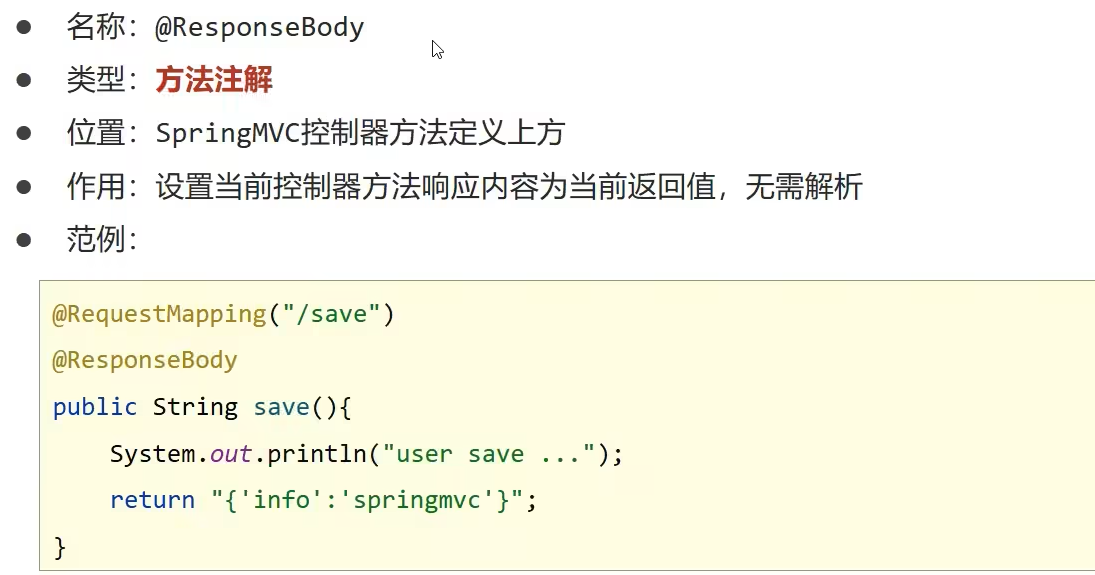 ● 名称：@ResponseBody
● 类型：方法注解
● 位置：SpringMVC控制器方法定义上方
● 作用：设置当前控制器方法响应内容为当前返回值，无需解析
● 范例：
@RequestMapping("/save")
@ResponseBody
public String save(){
    System.out.println("user save ...");
    return "{'info':'springmvc'}";
}